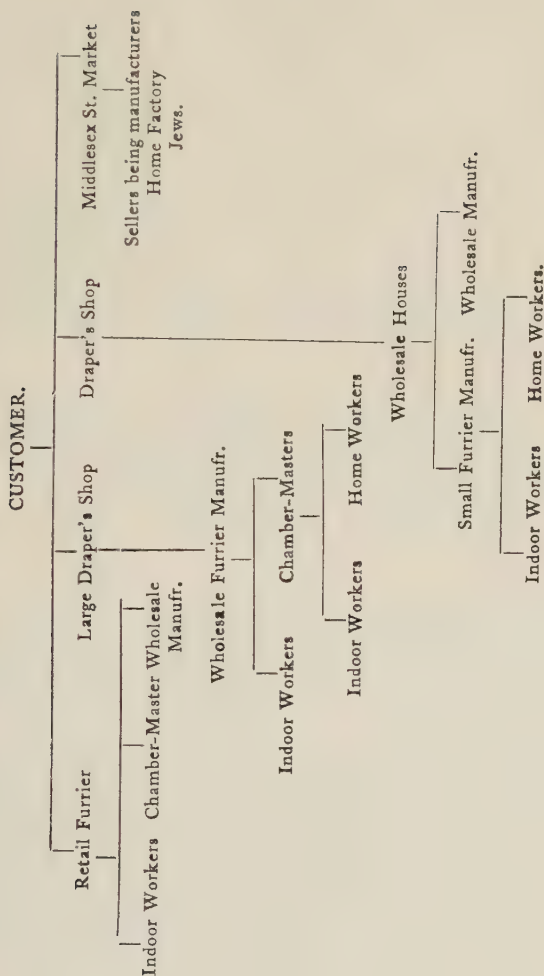 CUSTOMER.
Retail Furrier
Large Draper's Shop
Draper's Shop
Middlesex St. Market
Sellers being manufacturers
Home Factory
Jews.
Indoor Workers
Chamber-Master
Wholesale
Manufr.
Wholesale Furrier Manufr.
Indoor Workers
Chamber-Masters
Indoor Workers
Home Workers
Wholesale Houses
Small Furrier Manufr.
Wholesale Manufr.
Indoor Workers
Home Workers.